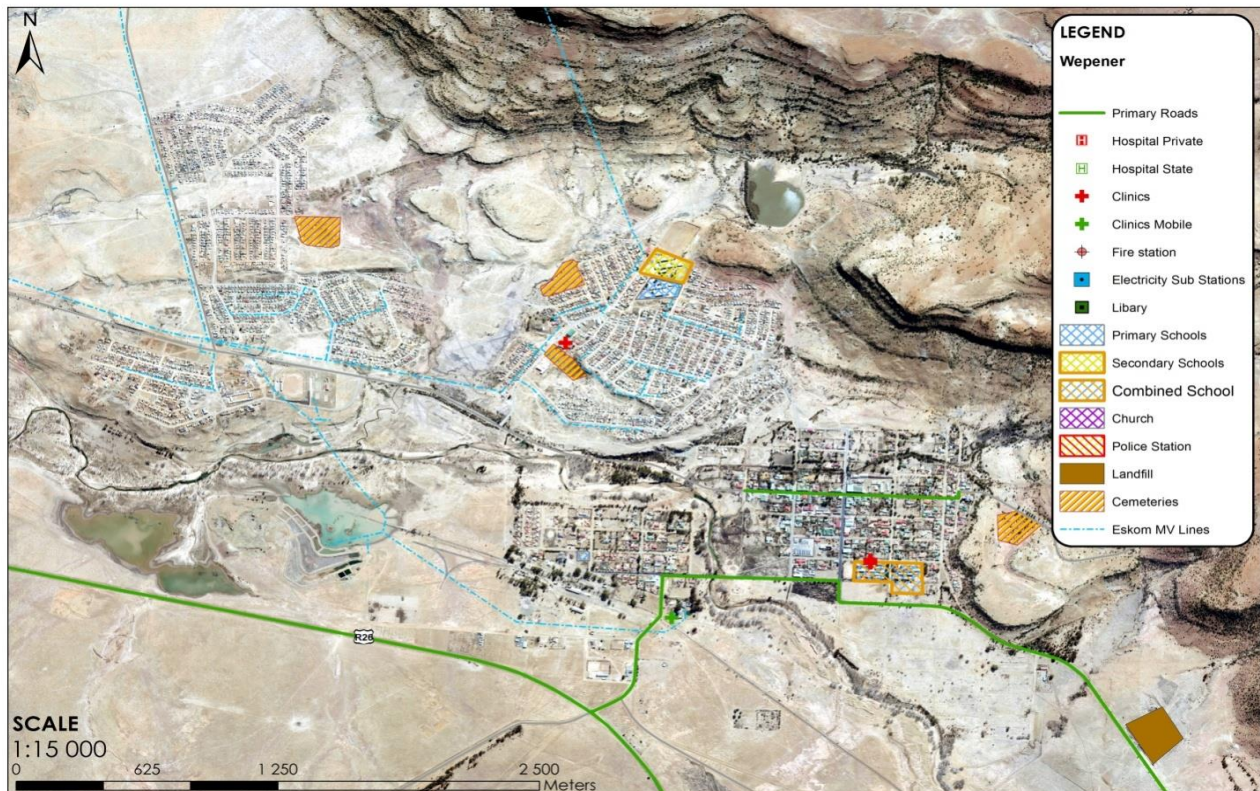 N
LEGEND
Wepener
Primary Roads
Hospital Private
Hospital State
Clinics
Clinics Mobile
Fire station
Electricity Sub Stations
Libary
Primary Schools
Secondary Schools
Combined School
Church
Police Station
Landfill
Cemeteries
Eskom MV Lines
R26
SCALE
1:15 000
0 625 1 250 2 500
Meters